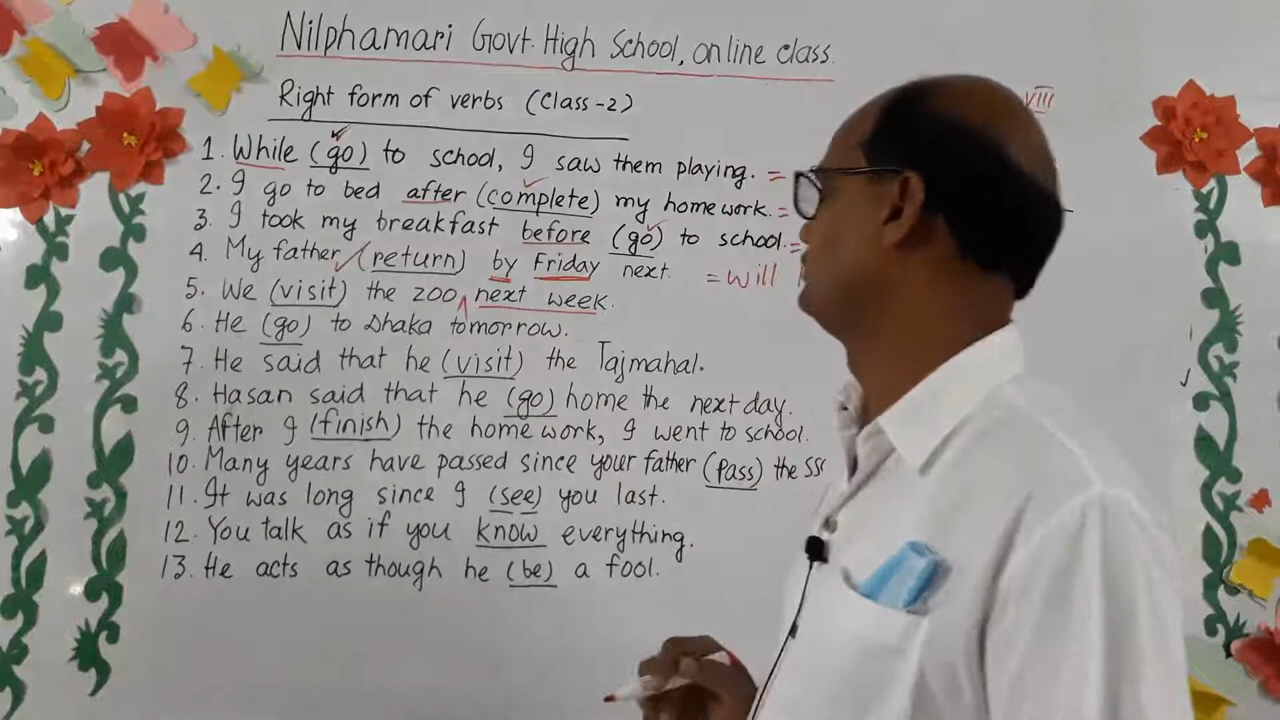 Nilphamari Govt. High School, online class.
VIII
Right form of verbs (Class-2)
1. While (go) to school, I saw them playing. =
2. I go to bed after (complete) my home work. =
3. I took my breakfast before (go) to school. =
4. My father (return) by Friday next. = will
5. We (visit) the zoo next week.
6. He (go) to Dhaka tomorrow.
7. He said that he (visit) the Tajmahal.
8. Hasan said that he (go) home the next day.
9. After I (finish) the home work, I went to school.
10. Many years have passed since your father (pass) the SSC
11. It was long since I (see) you last.
12. You talk as if you know everything.
13. He acts as though he (be) a fool.